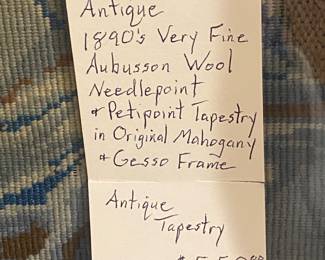 Antique
1890's Very Fine
Aubusson Wool
Needlepoint
+ Petipoint Tapestry
in Original Mahogany
+ Gesso Frame
Antique
Tapestry